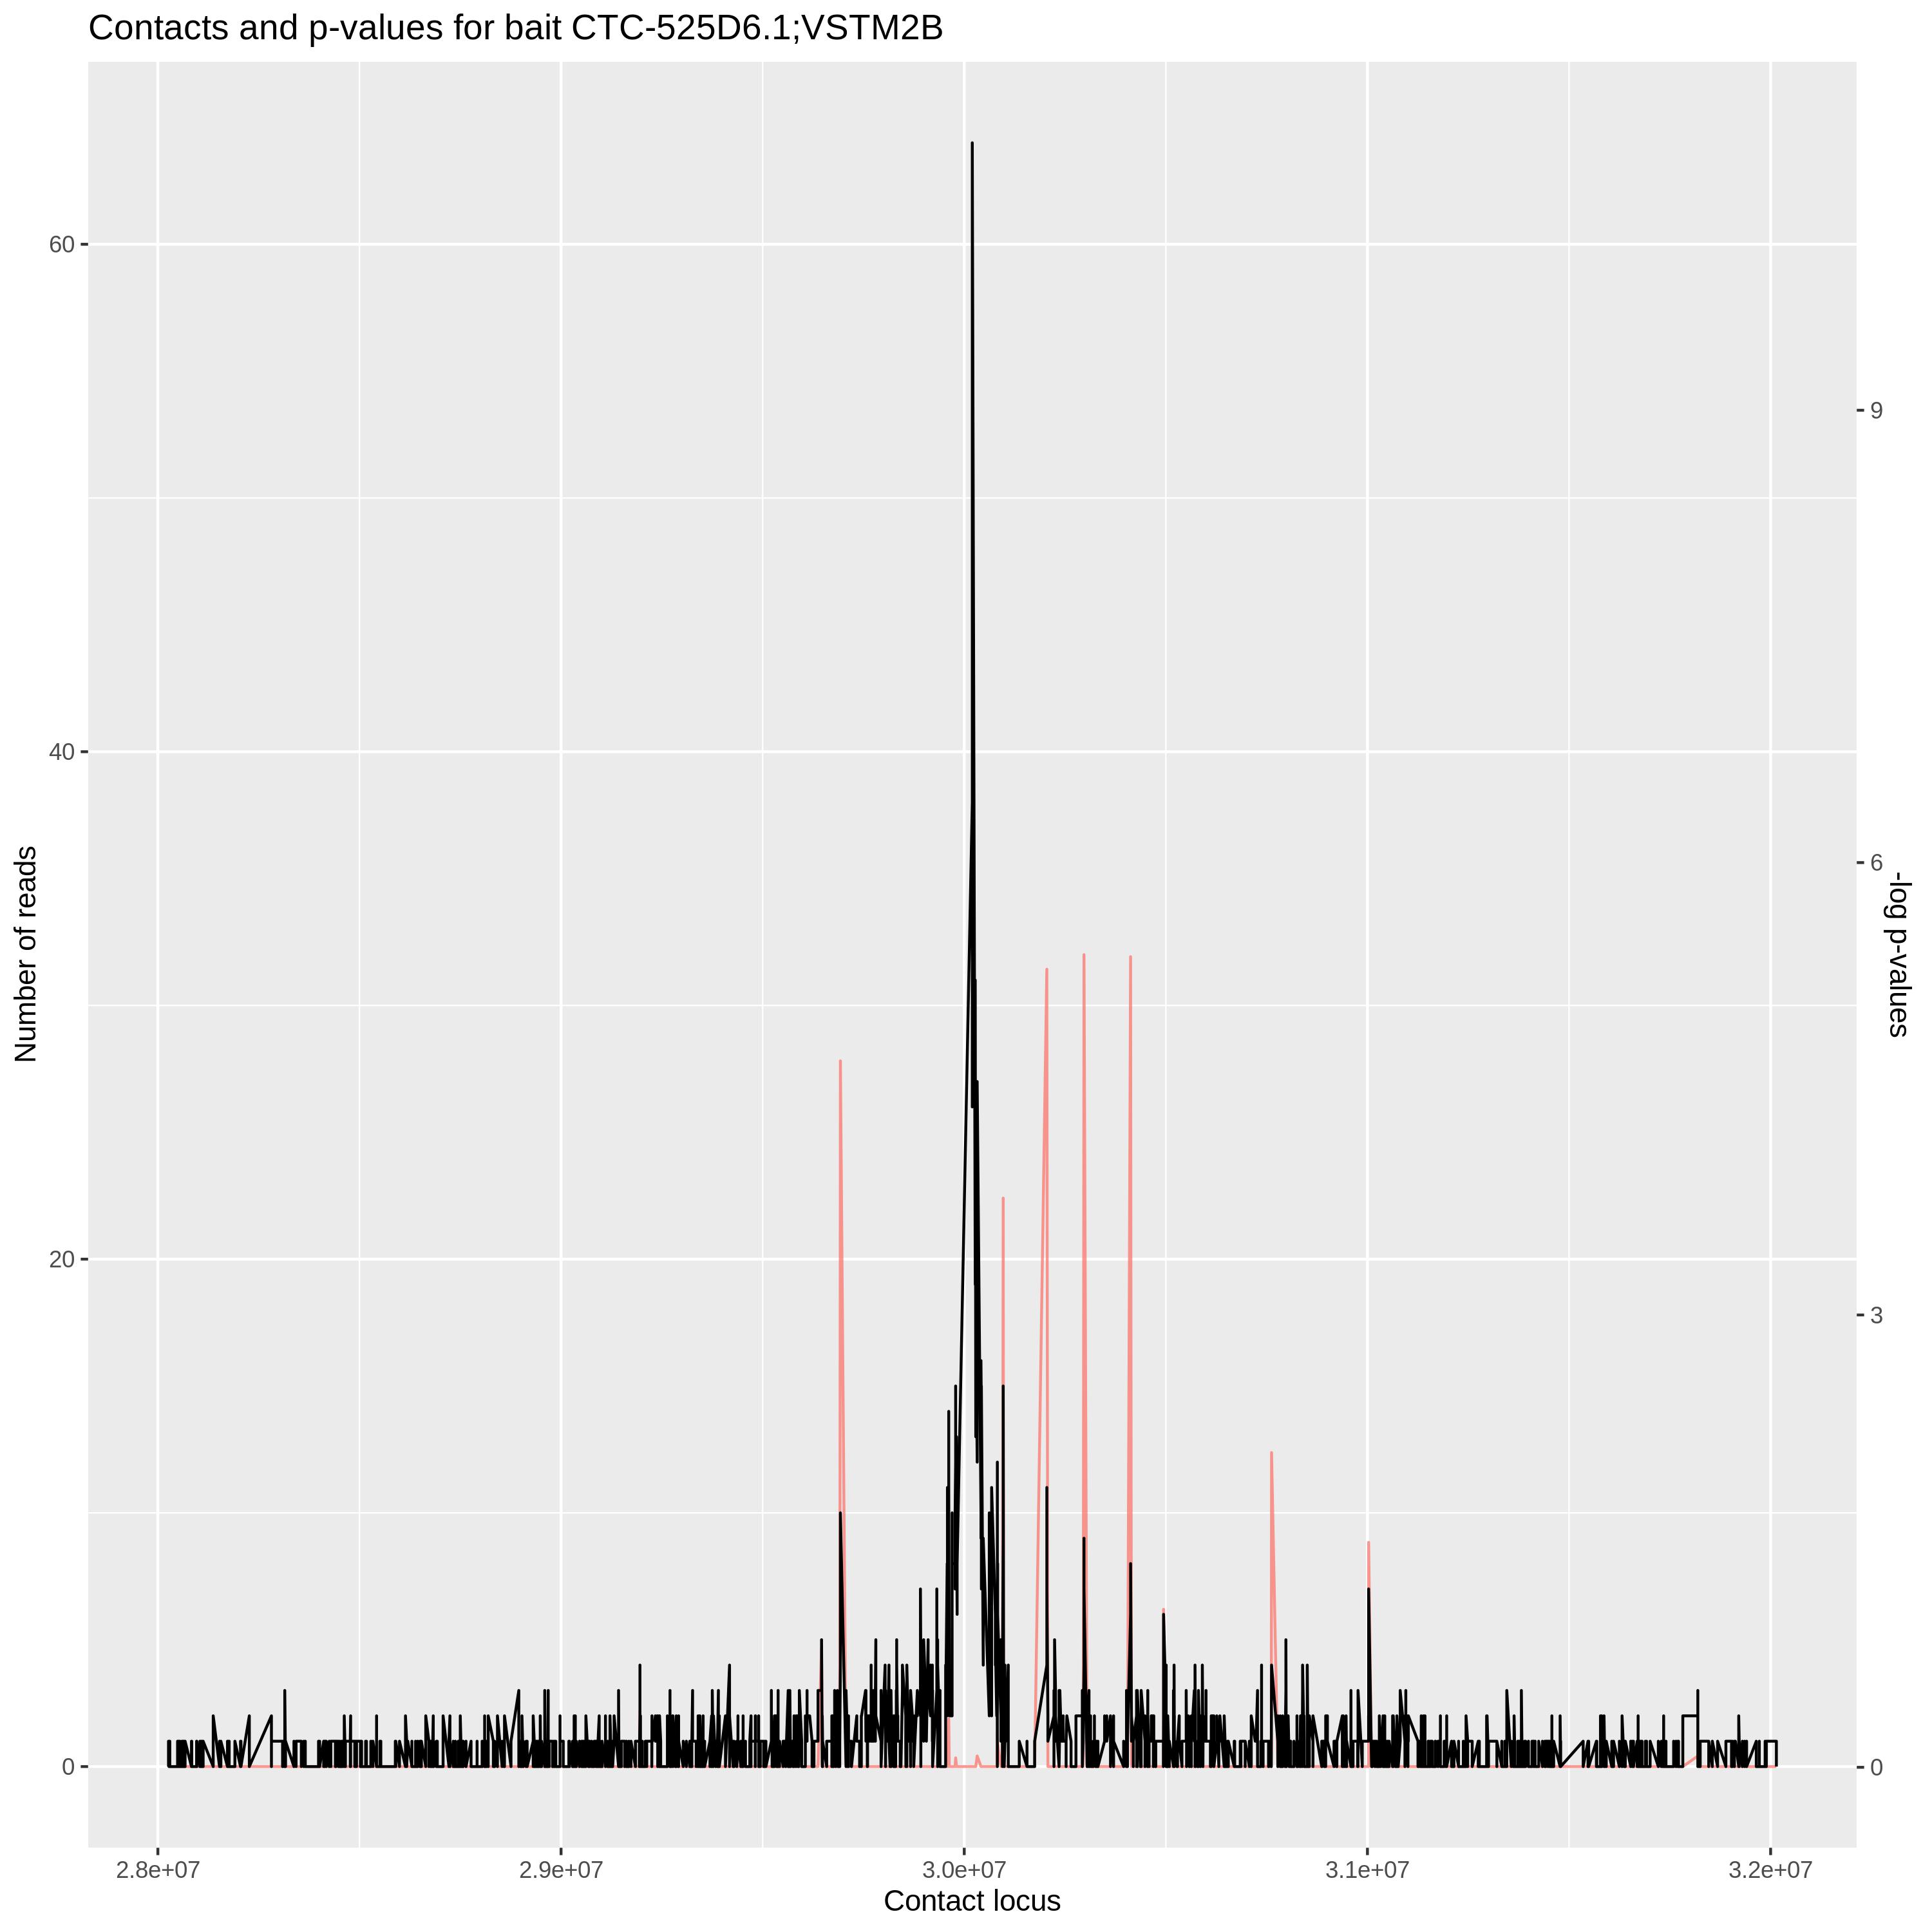 Contacts and p-values for bait CTC-525D6.1;VSTM2B
60
40
20
0
Number of reads
9
6
3
0
-log p-values
2.8e+07
2.9e+07
3.0e+07
3.1e+07
3.2e+07
Contact locus